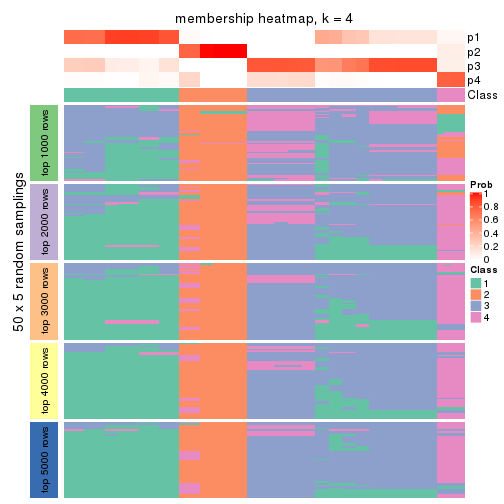 membership heatmap, k = 4
p1
p2
p3
p4
Class
50 x 5 random samplings
top 1000 rows
top 2000 rows
top 3000 rows
top 4000 rows
top 5000 rows
Prob
1
0.8
0.6
0.4
0.2
0
Class
1
2
3
4